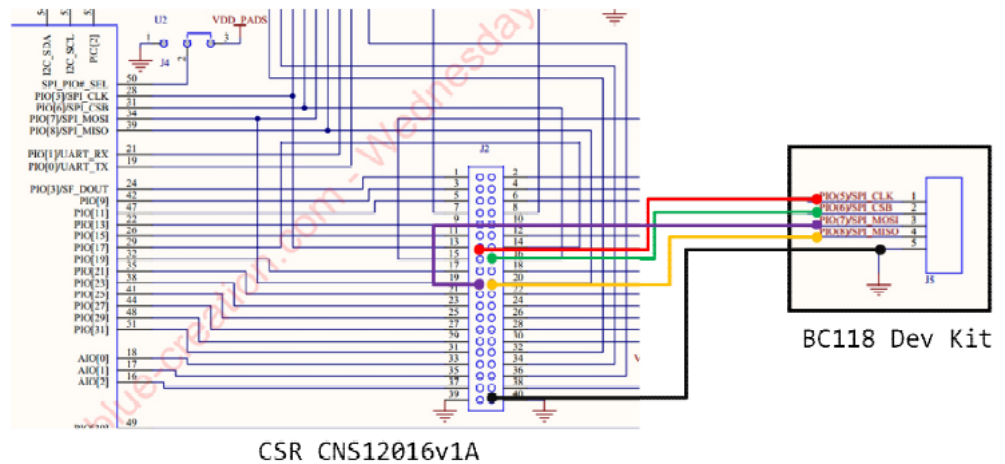 I2C_SDA
I2C_SCL
PIO[2]
U2
VDD_PADS
1
3
2
J4
SPI_PIO#_SEL 50
PIO[5]/SPI_CLK 28
PIO[6]/SPI_CSB 31
PIO[7]/SPI_MOSI 34
PIO[8]/SPI_MISO 39
PIO[1]/UART_RX 21
PIO[0]/UART_TX 19
PIO[3]/SF_DOUT 24
PIO[9] 42
PIO[11] 47
PIO[13] 22
PIO[15] 26
PIO[17] 29
PIO[19] 32
PIO[21] 35
PIO[23] 38
PIO[25] 41
PIO[27] 44
PIO[29] 48
PIO[31] 51
AIO[0] 18
AIO[1] 17
AIO[2] 16
49
J2
1 2
3 4
5 6
7 8
9 10
11 12
13 14
15 16
17 18
19 20
21 22
23 24
25 26
27 28
29 30
31 32
33 34
35 36
37 38
39 40
PIO(5)/SPI_CLK 1
PIO(6)/SPI_CSB 2
PIO(7)/SPI_MOSI 3
PIO(8)/SPI_MISO 4
5
J5
blue-creation.com - Wednesday
BC118 Dev Kit
CSR CNS12016v1A